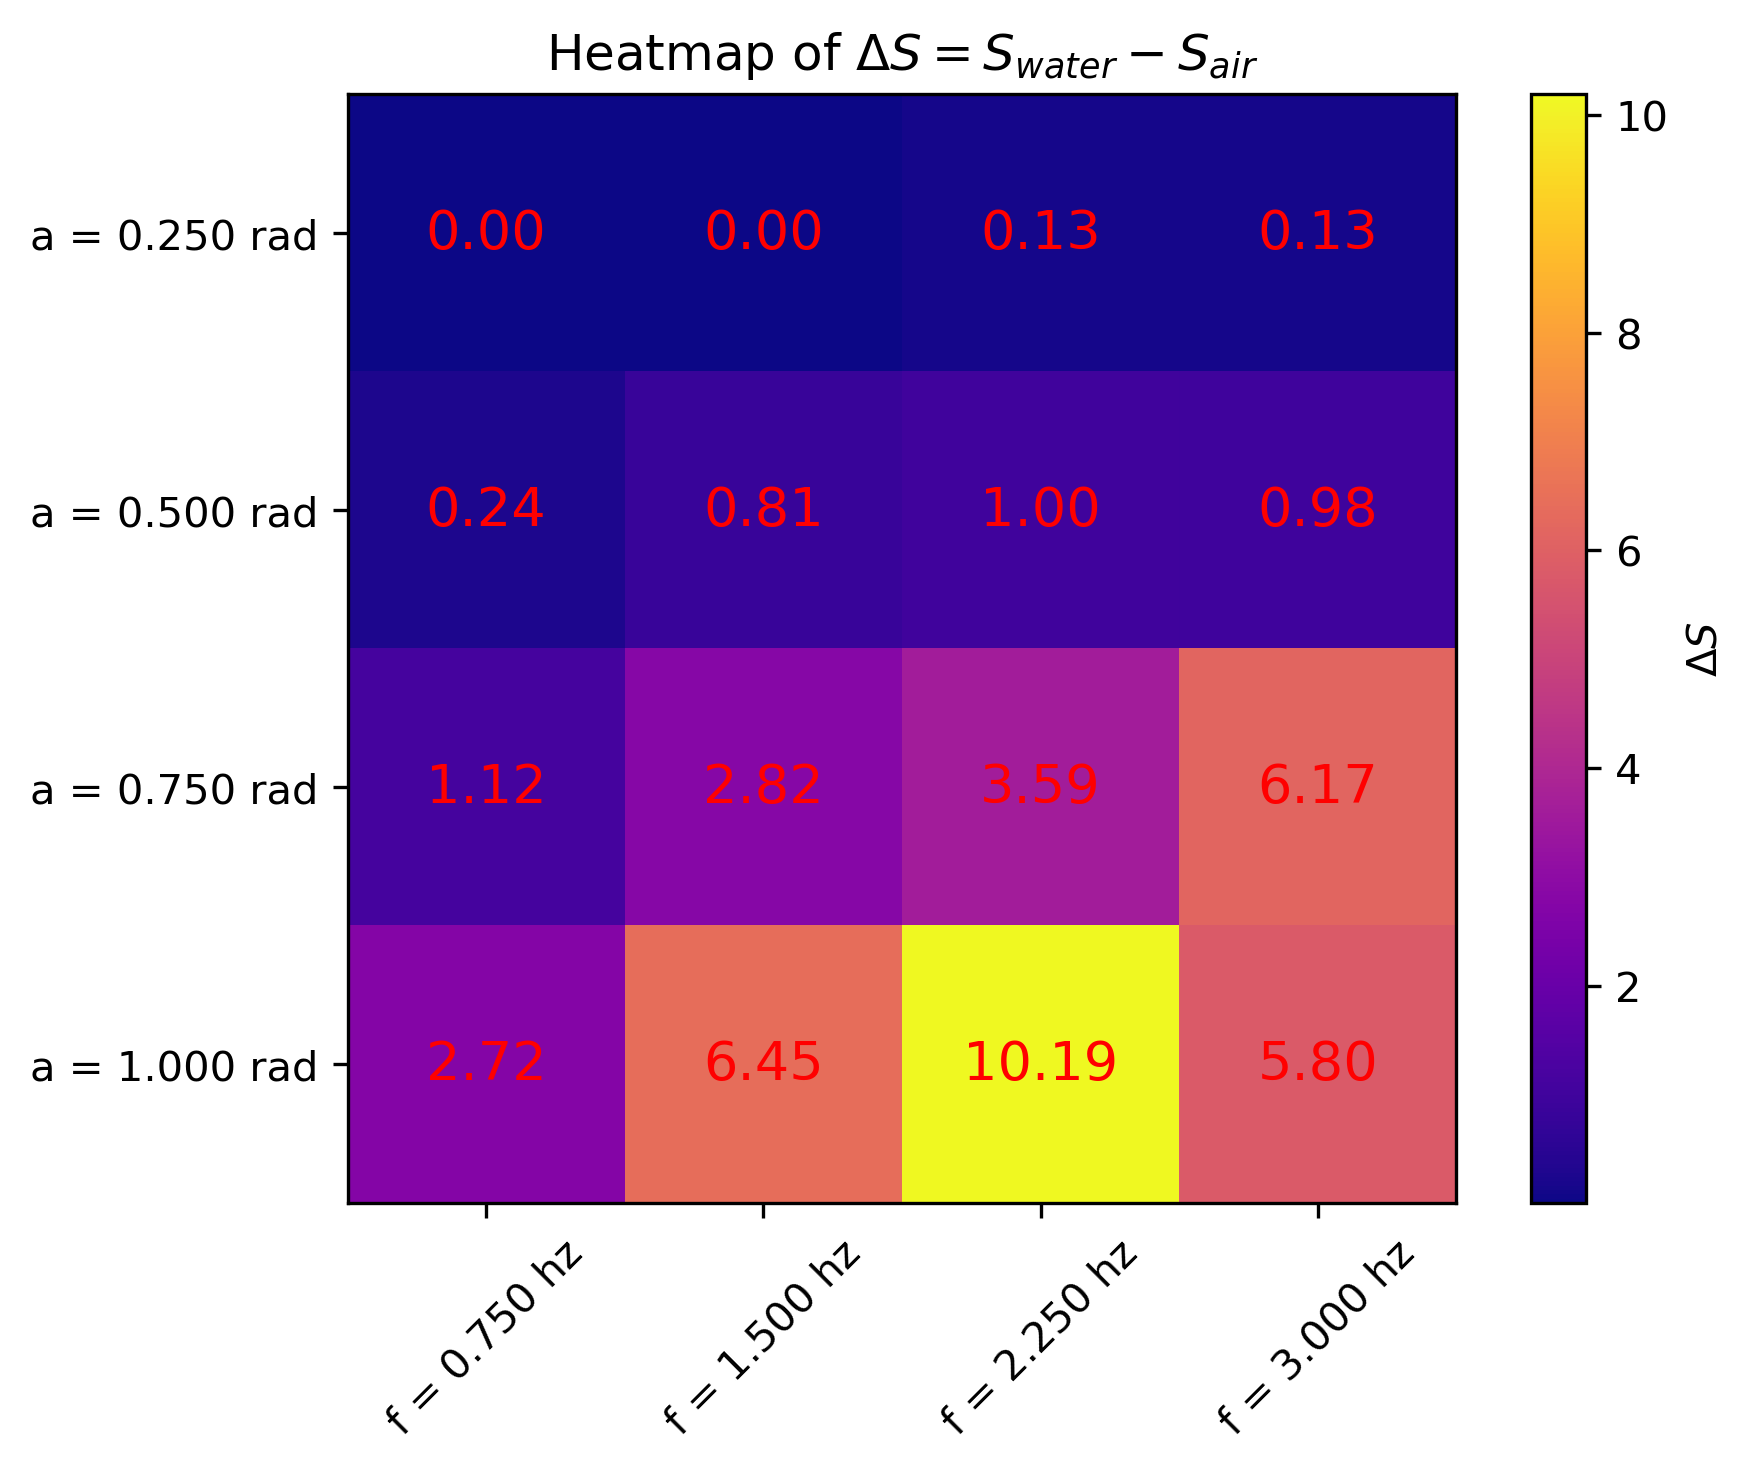 Heatmap of ΔS = S_water − S_air
a = 0.250 rad
0.00 0.00 0.13 0.13
a = 0.500 rad
0.24 0.81 1.00 0.98
a = 0.750 rad
1.12 2.82 3.59 6.17
a = 1.000 rad
2.72 6.45 10.19 5.80
f = 0.750 hz
f = 1.500 hz
f = 2.250 hz
f = 3.000 hz
10
8
6
4
2
ΔS